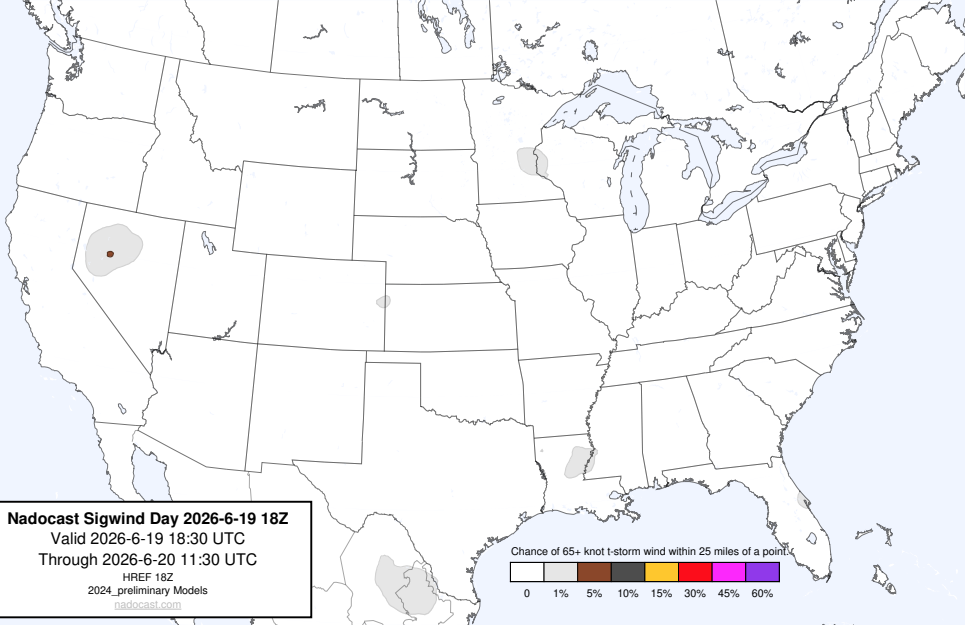 Nadocast Sigwind Day 2026-6-19 18Z
Valid 2026-6-19 18:30 UTC
Through 2026-6-20 11:30 UTC
HREF 18Z
2024_preliminary Models
nadocast.com
Chance of 65+ knot t-storm wind within 25 miles of a point.
0 1% 5% 10% 15% 30% 45% 60%